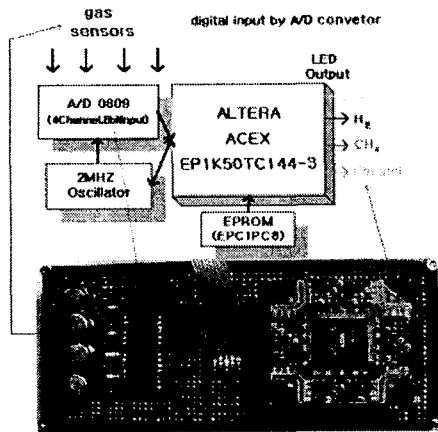 gas
sensors
digital input by A/D convetor
LED
Output
A/D 0809
(4Channel,8bitInput)
2MHZ
Oscillator
ALTERA
ACEX
EP1K50TC144-3
H₂
CH₄
EPROM
(EPC1PC8)